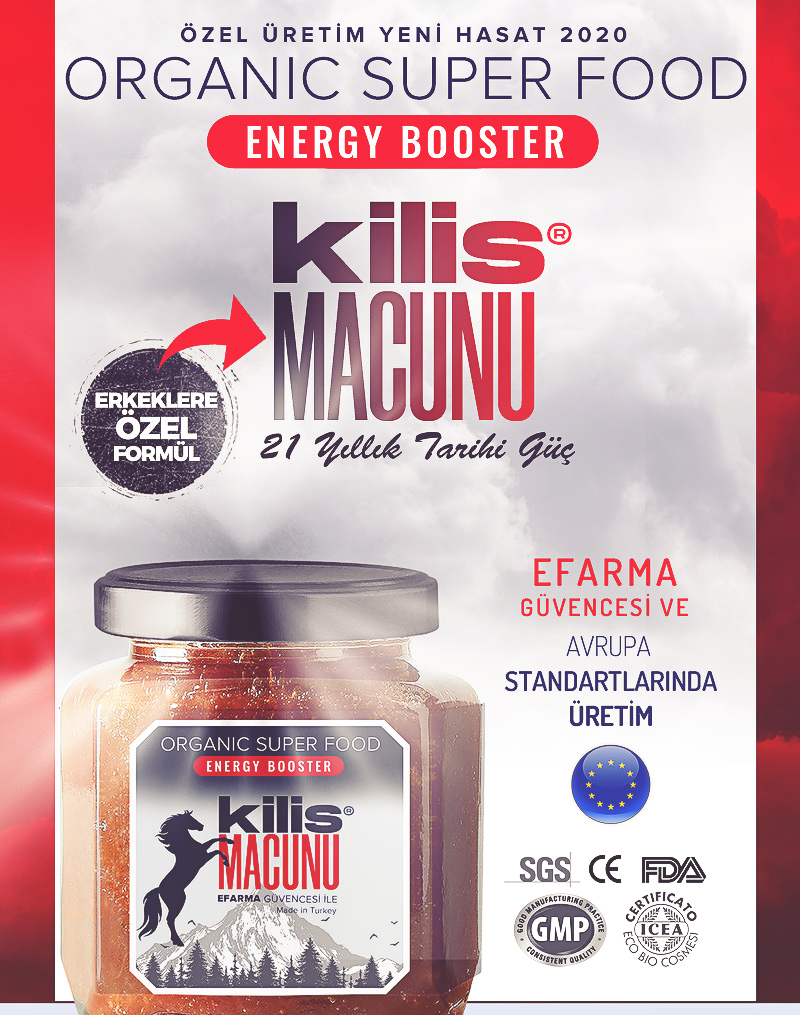 ÖZEL ÜRETİM YENİ HASAT 2020
ORGANIC SUPER FOOD
ENERGY BOOSTER
kilis®
MACUNU
21 Yıllık Tarihi Güç
ERKEKLERE
ÖZEL
FORMÜL
EFARMA
GÜVENCESİ VE
AVRUPA
STANDARTLARINDA
ÜRETİM
ORGANIC SUPER FOOD
ENERGY BOOSTER
kilis®
MACUNU
EFARMA GÜVENCESİ İLE
Made in Turkey
SGS CE FDA
GOOD MANUFACTURING PRACTICE
GMP
CONSISTENT QUALITY
CERTIFICATO
ICEA
ECO BIO COSMESI